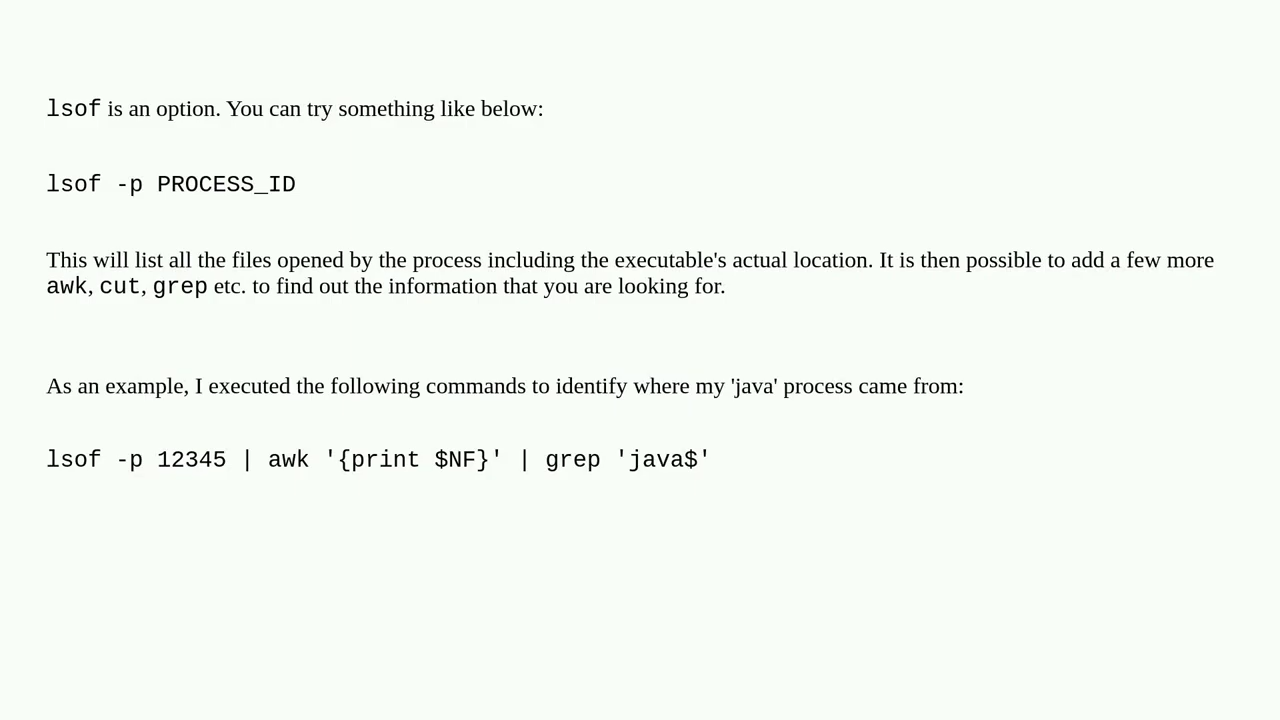 lsof is an option. You can try something like below:
lsof -p PROCESS_ID
This will list all the files opened by the process including the executable's actual location. It is then possible to add a few more
awk, cut, grep etc. to find out the information that you are looking for.
As an example, I executed the following commands to identify where my 'java' process came from:
lsof -p 12345 | awk '{print $NF}' | grep 'java$'